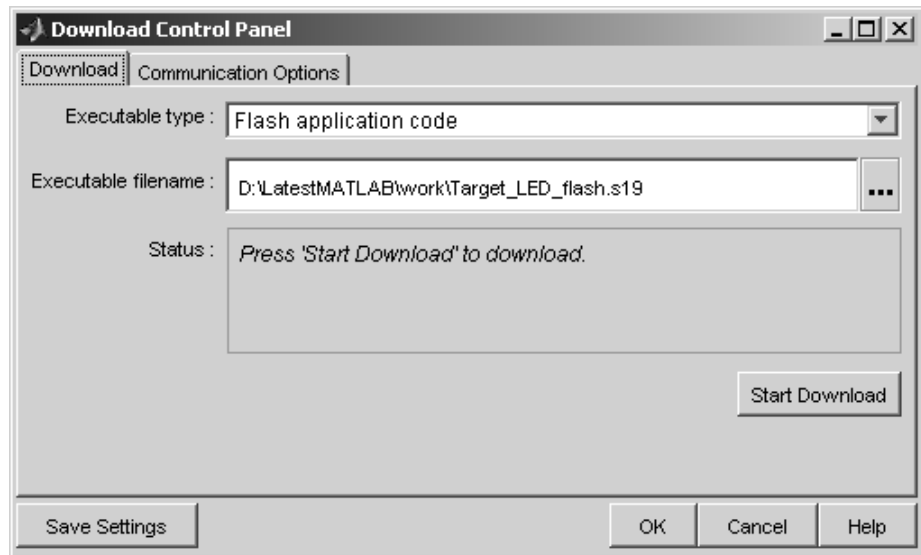 Download Control Panel
Download Communication Options
Executable type : Flash application code
Executable filename : D:\LatestMATLAB\work\Target_LED_flash.s19 ...
Status : Press 'Start Download' to download.
Start Download
Save Settings OK Cancel Help